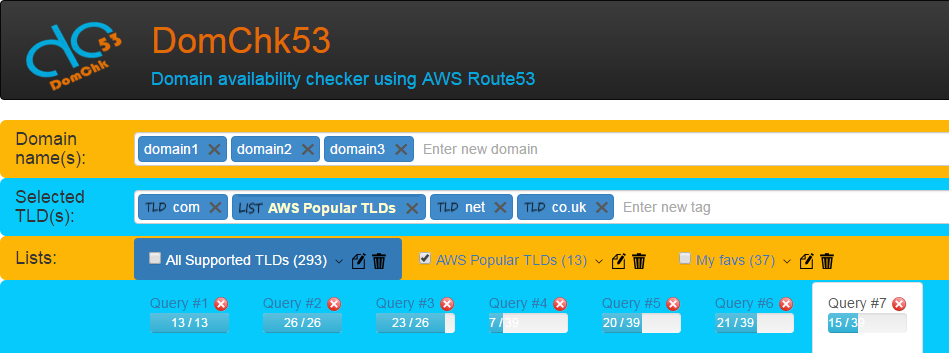 dc 53
DomChk
DomChk53
Domain availability checker using AWS Route53
Domain name(s):
domain1 domain2 domain3 Enter new domain
Selected TLD(s):
TLD com LIST AWS Popular TLDs TLD net TLD co.uk Enter new tag
Lists:
All Supported TLDs (293) AWS Popular TLDs (13) My favs (37)
Query #1 Query #2 Query #3 Query #4 Query #5 Query #6 Query #7
13 / 13 26 / 26 23 / 26 7 / 39 20 / 39 21 / 39 15 / 39